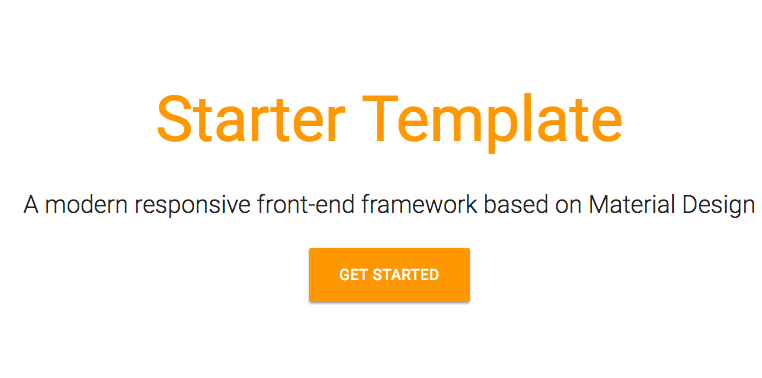 Starter Template
A modern responsive front-end framework based on Material Design
GET STARTED